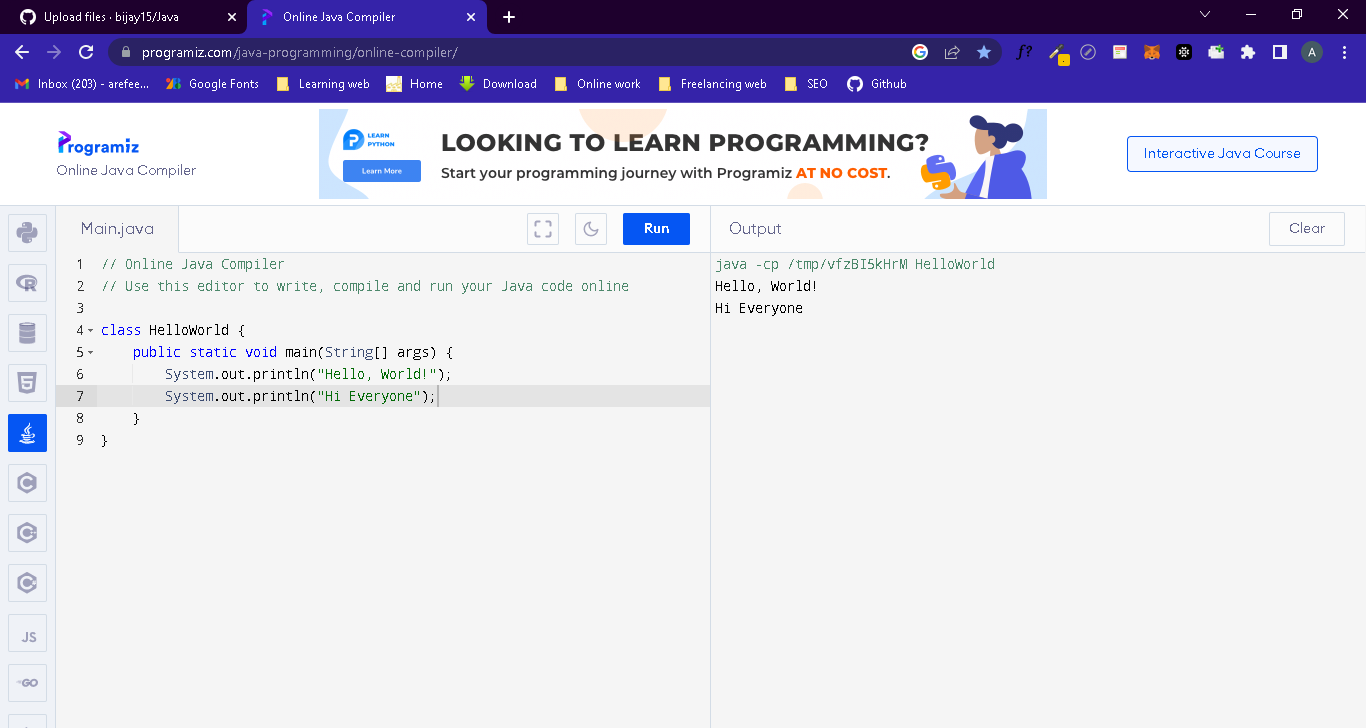 Upload files · bijay15/Java
Online Java Compiler
programiz.com/java-programming/online-compiler/
f?
A
Inbox (203) - arefee...
Google Fonts
Learning web
Home
Download
Online work
Freelancing web
SEO
Github
Programiz
Online Java Compiler
LEARN
PYTHON
Learn More
LOOKING TO LEARN PROGRAMMING?
Start your programming journey with Programiz AT NO COST.
Interactive Java Course
Main.java
Run
Output
Clear
1 // Online Java Compiler
2 // Use this editor to write, compile and run your Java code online
3
4 class HelloWorld {
5 public static void main(String[] args) {
6 System.out.println("Hello, World!");
7 System.out.println("Hi Everyone");
8 }
9 }
java -cp /tmp/vfzBI5kHrM HelloWorld
Hello, World!
Hi Everyone
R
5
C
C
C
JS
GO